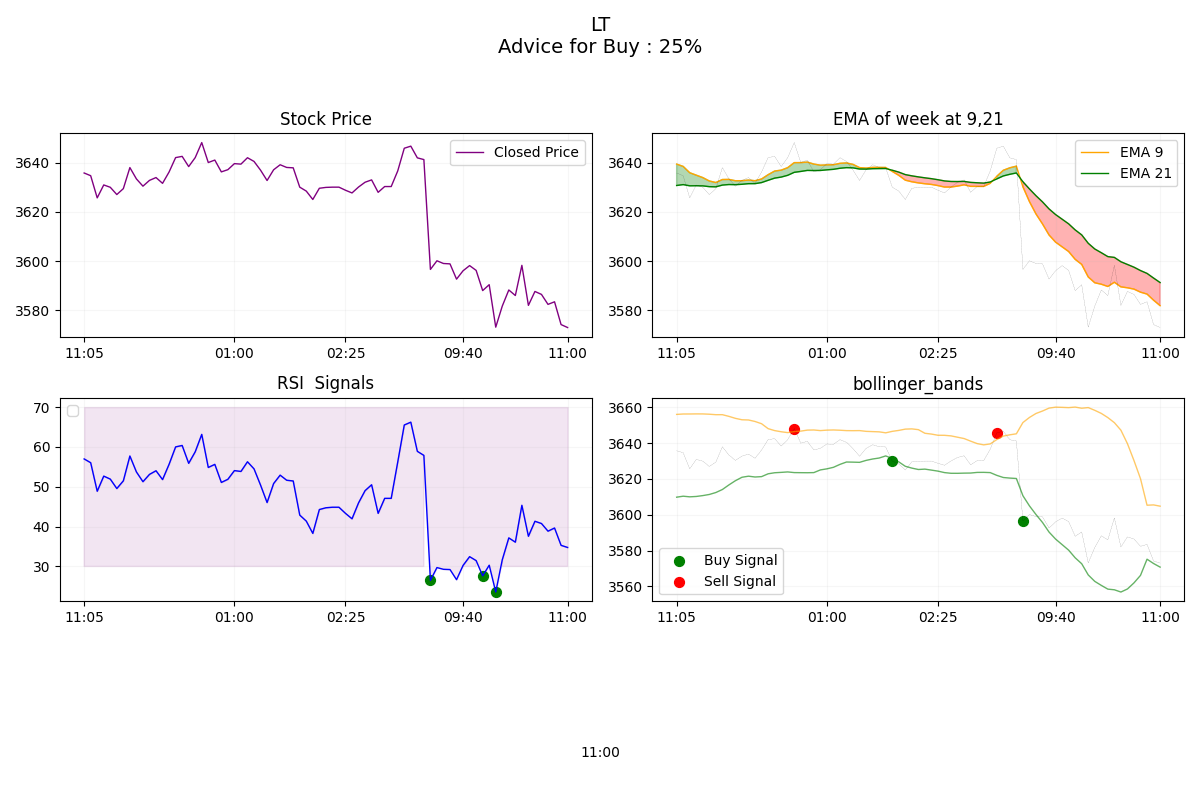 LT
Advice for Buy : 25%
Stock Price
Closed Price
3640
3620
3600
3580
11:05 01:00 02:25 09:40 11:00
EMA of week at 9,21
EMA 9
EMA 21
3640
3620
3600
3580
11:05 01:00 02:25 09:40 11:00
RSI  Signals
70
60
50
40
30
11:05 01:00 02:25 09:40 11:00
bollinger_bands
3660
3640
3620
3600
3580
3560
Buy Signal
Sell Signal
11:05 01:00 02:25 09:40 11:00
11:00